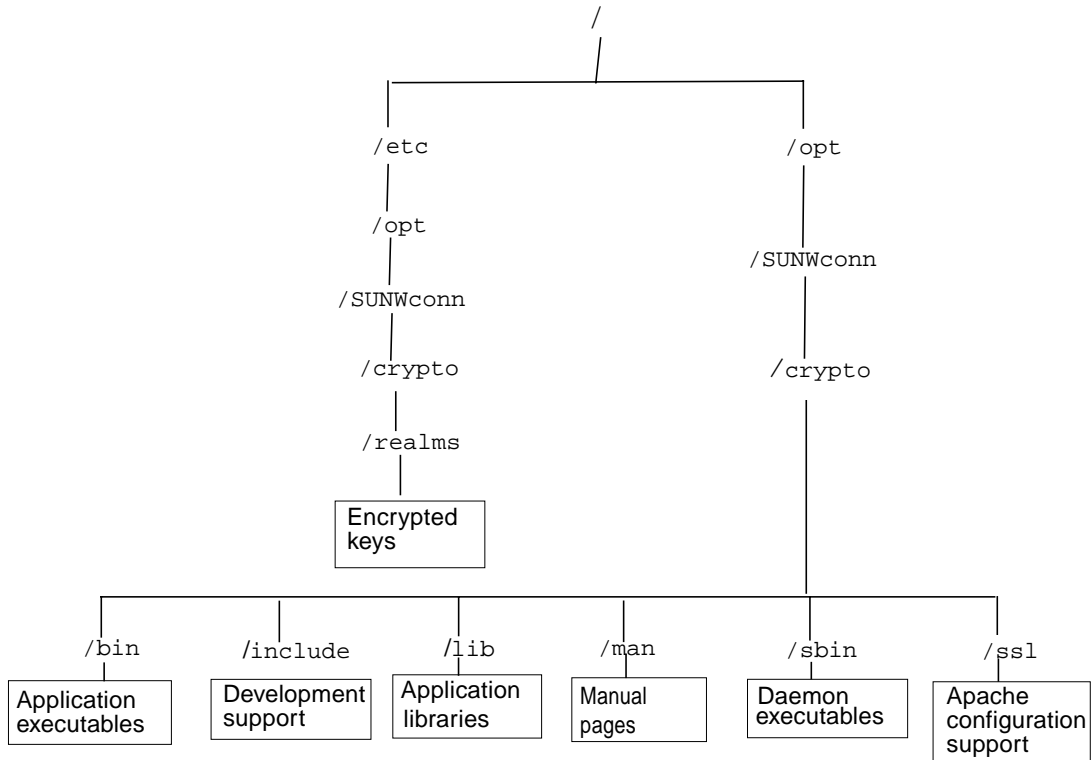 /
/etc
/opt
/opt
/SUNWconn
/SUNWconn
/crypto
/crypto
/realms
Encrypted
keys
/bin
/include
/lib
/man
/sbin
/ssl
Application
executables
Development
support
Application
libraries
Manual
pages
Daemon
executables
Apache
configuration
support